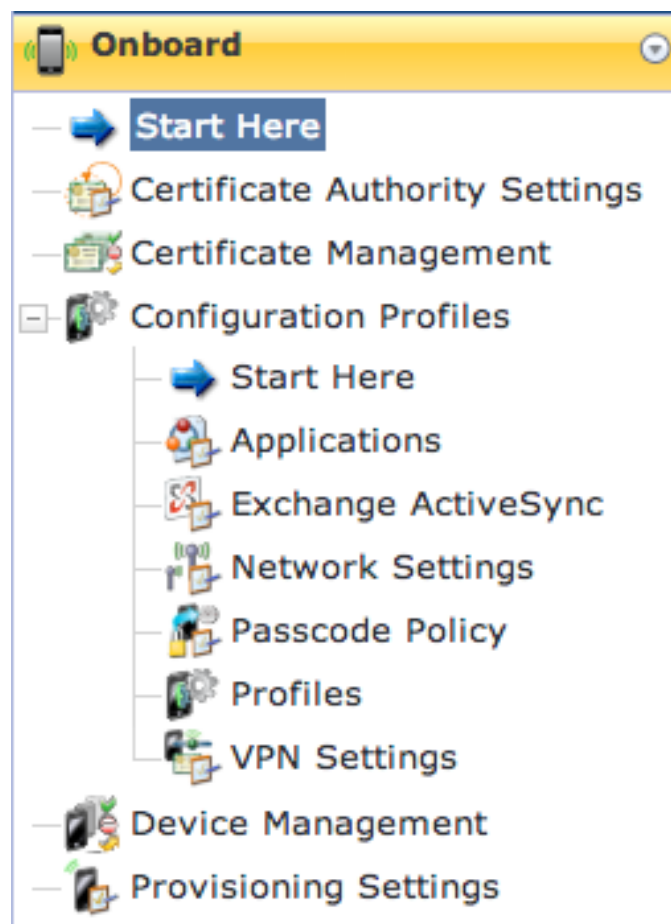 Onboard
Start Here
Certificate Authority Settings
Certificate Management
Configuration Profiles
Start Here
Applications
Exchange ActiveSync
Network Settings
Passcode Policy
Profiles
VPN Settings
Device Management
Provisioning Settings